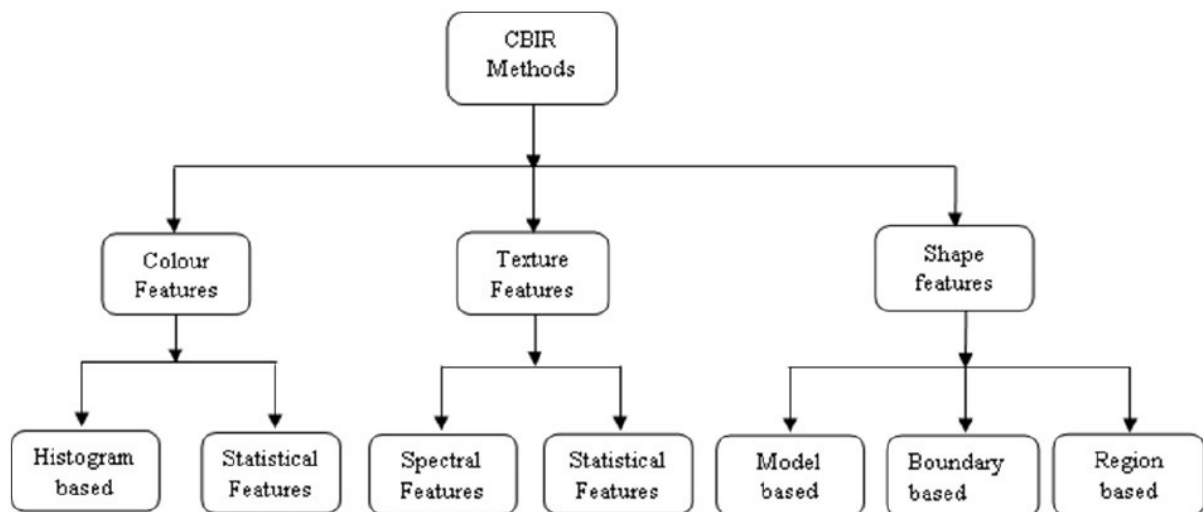 CBIR
Methods
Colour
Features
Texture
Features
Shape
features
Histogram
based
Statistical
Features
Spectral
Features
Statistical
Features
Model
based
Boundary
based
Region
based